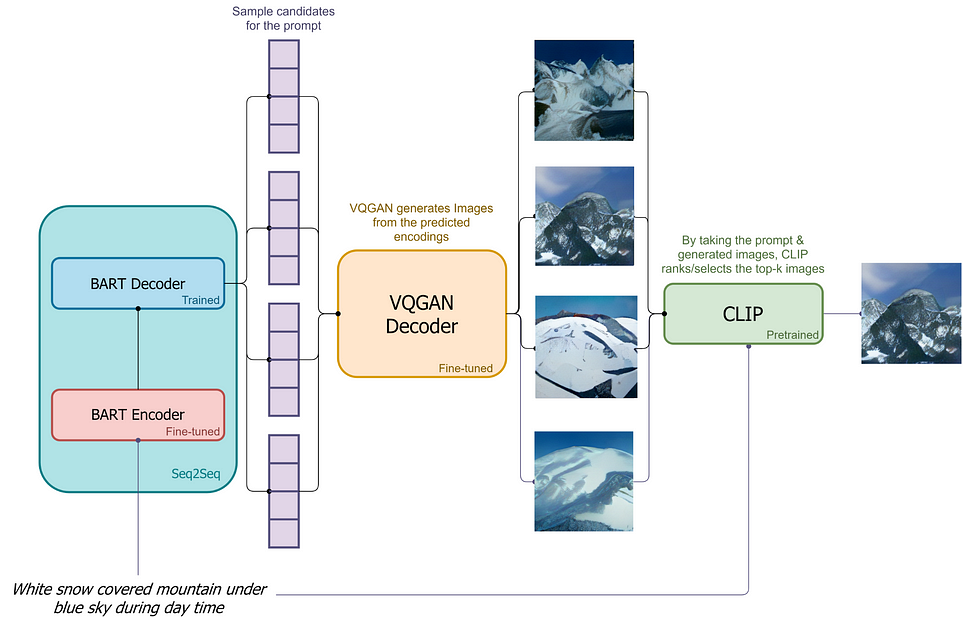 Sample candidates
for the prompt
VQGAN generates Images
from the predicted
encodings
By taking the prompt &
generated images, CLIP
ranks/selects the top-k images
BART Decoder
Trained
VQGAN
Decoder
Fine-tuned
CLIP
Pretrained
BART Encoder
Fine-tuned
Seq2Seq
White snow covered mountain under
blue sky during day time